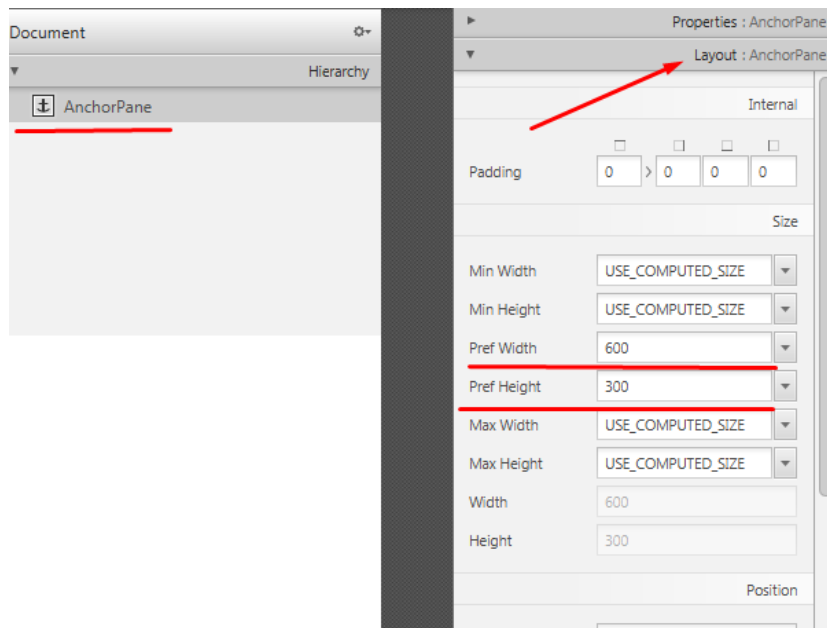 Document
Hierarchy
AnchorPane
Properties : AnchorPane
Layout : AnchorPane
Internal
Padding 0 > 0 0 0
Size
Min Width USE_COMPUTED_SIZE
Min Height USE_COMPUTED_SIZE
Pref Width 600
Pref Height 300
Max Width USE_COMPUTED_SIZE
Max Height USE_COMPUTED_SIZE
Width 600
Height 300
Position